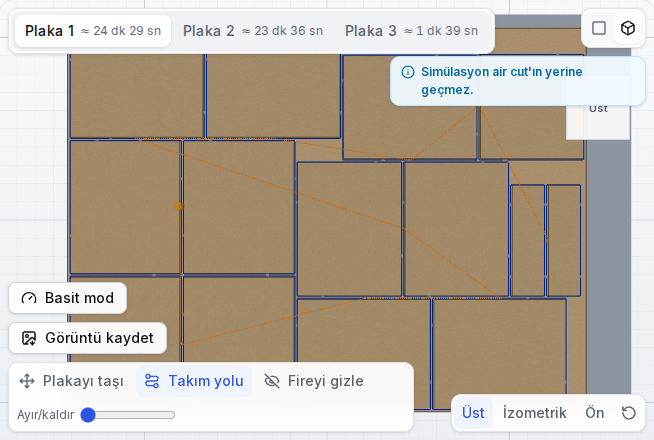 Plaka 1 ≈ 24 dk 29 sn Plaka 2 ≈ 23 dk 36 sn Plaka 3 ≈ 1 dk 39 sn
Simülasyon air cut'ın yerine
geçmez.
Üst
Basit mod
Görüntü kaydet
Plakayı taşı Takım yolu Fireyi gizle
Ayır/kaldır
Üst İzometrik Ön